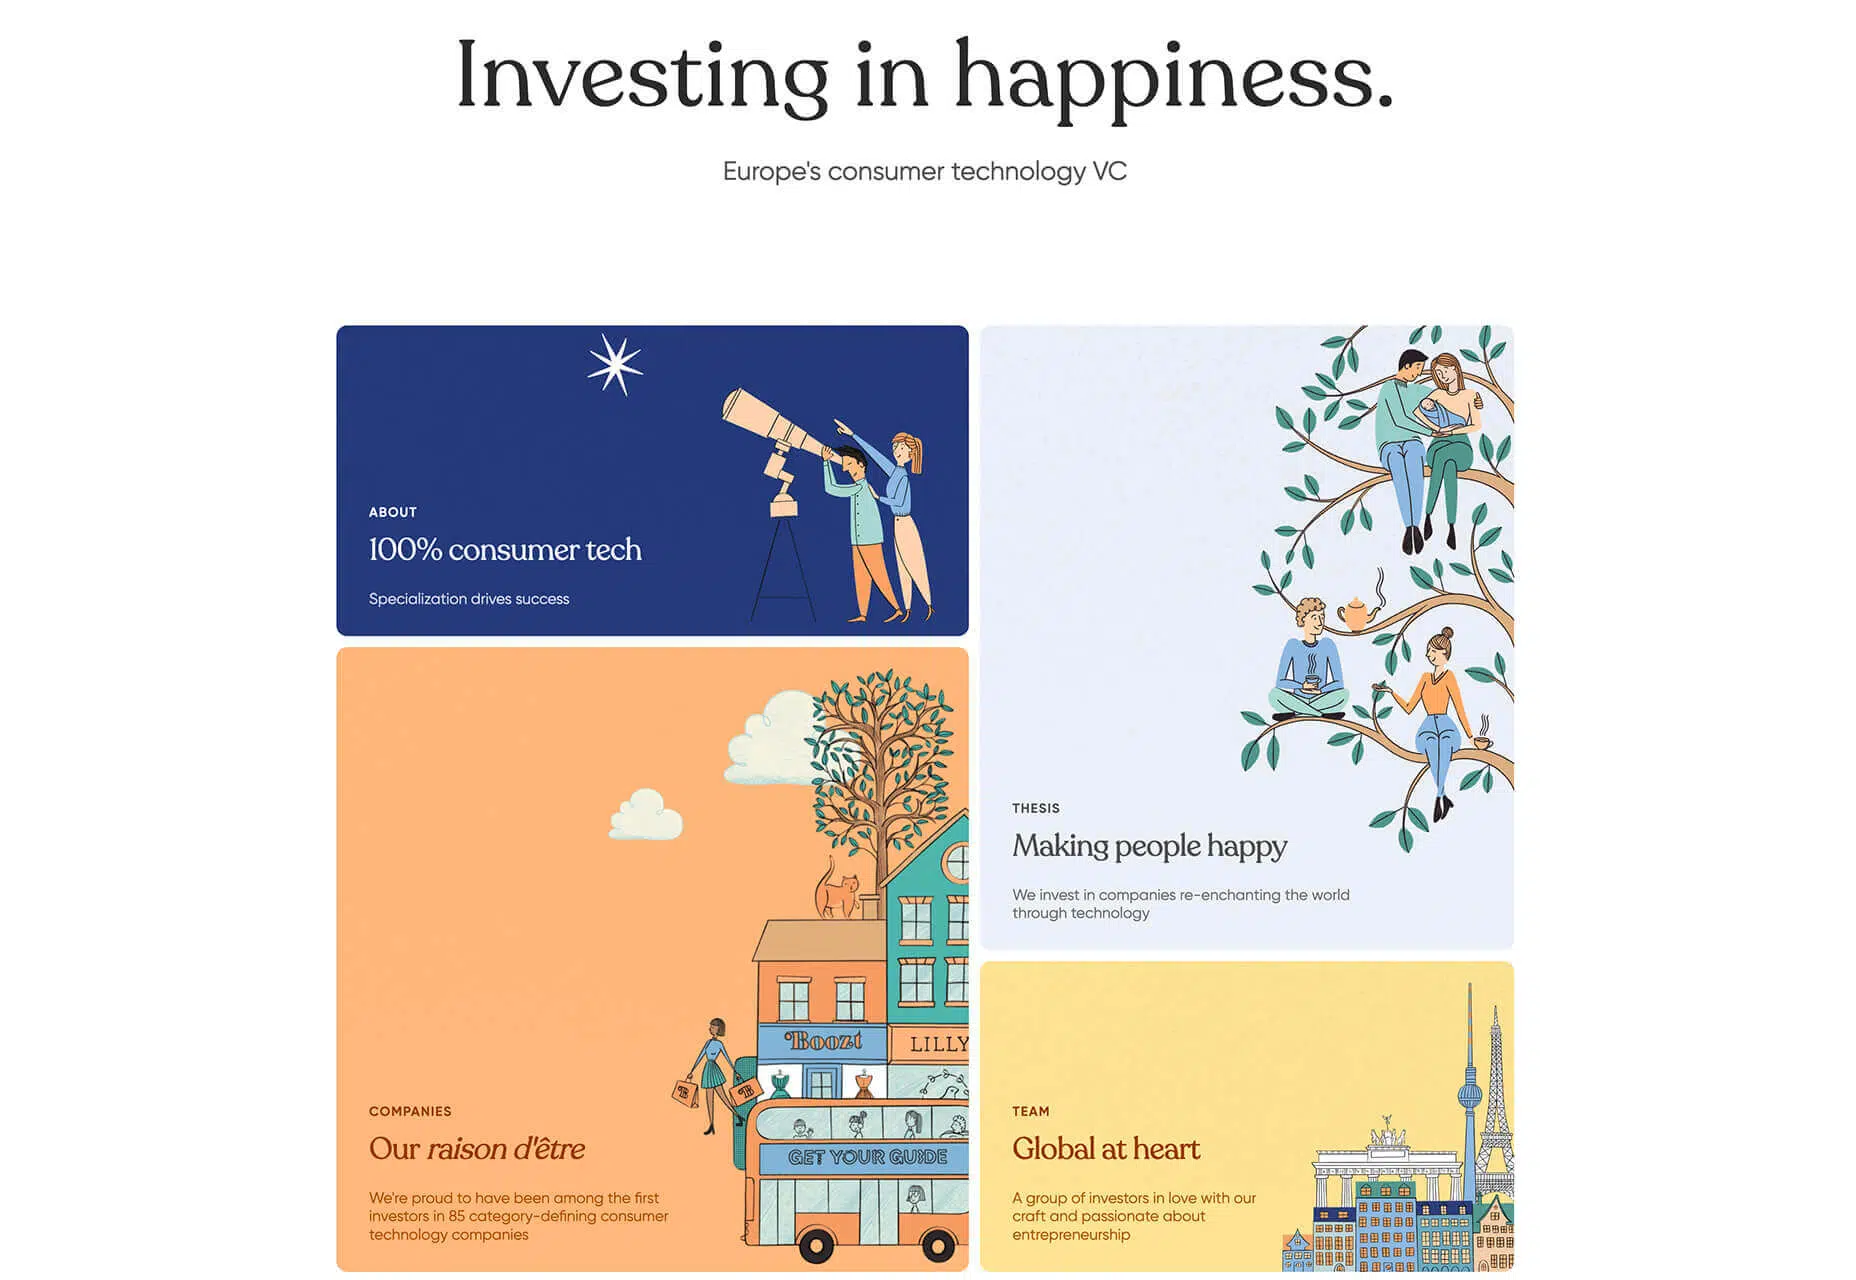 Investing in happiness.
Europe's consumer technology VC
ABOUT
100% consumer tech
Specialization drives success
THESIS
Making people happy
We invest in companies re-enchanting the world
through technology
Boozt
LILLY
B
B
GET YOUR GUIDE
COMPANIES
Our raison d'être
We're proud to have been among the first
investors in 85 category-defining consumer
technology companies
TEAM
Global at heart
A group of investors in love with our
craft and passionate about
entrepreneurship